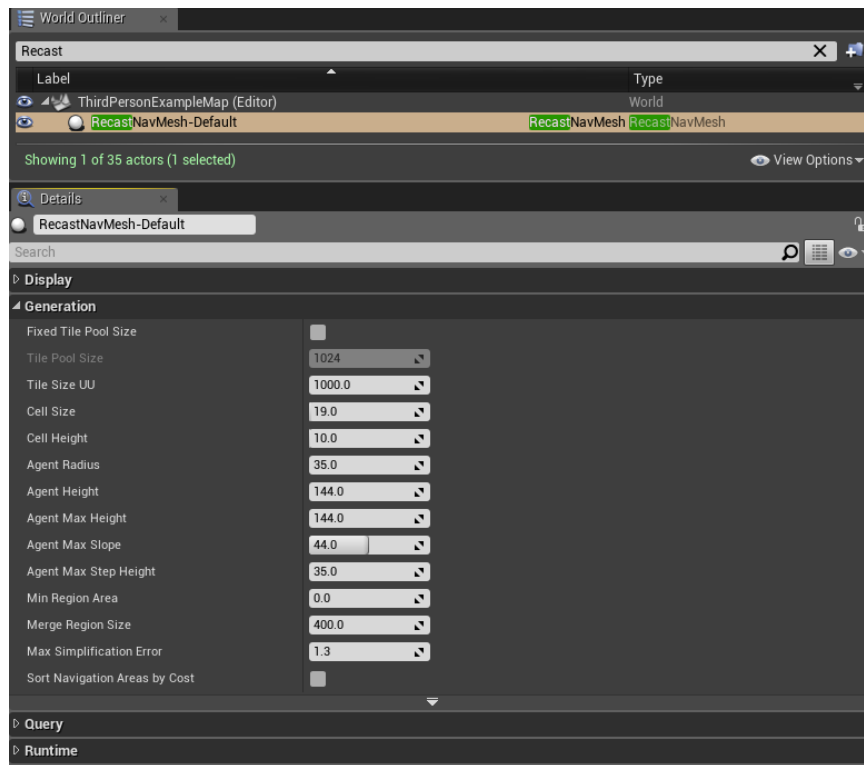 World Outliner
Recast
Label Type
ThirdPersonExampleMap (Editor) World
RecastNavMesh-Default RecastNavMesh RecastNavMesh
Showing 1 of 35 actors (1 selected) View Options
Details
RecastNavMesh-Default
Search
Display
Generation
Fixed Tile Pool Size
Tile Pool Size 1024
Tile Size UU 1000.0
Cell Size 19.0
Cell Height 10.0
Agent Radius 35.0
Agent Height 144.0
Agent Max Height 144.0
Agent Max Slope 44.0
Agent Max Step Height 35.0
Min Region Area 0.0
Merge Region Size 400.0
Max Simplification Error 1.3
Sort Navigation Areas by Cost
Query
Runtime